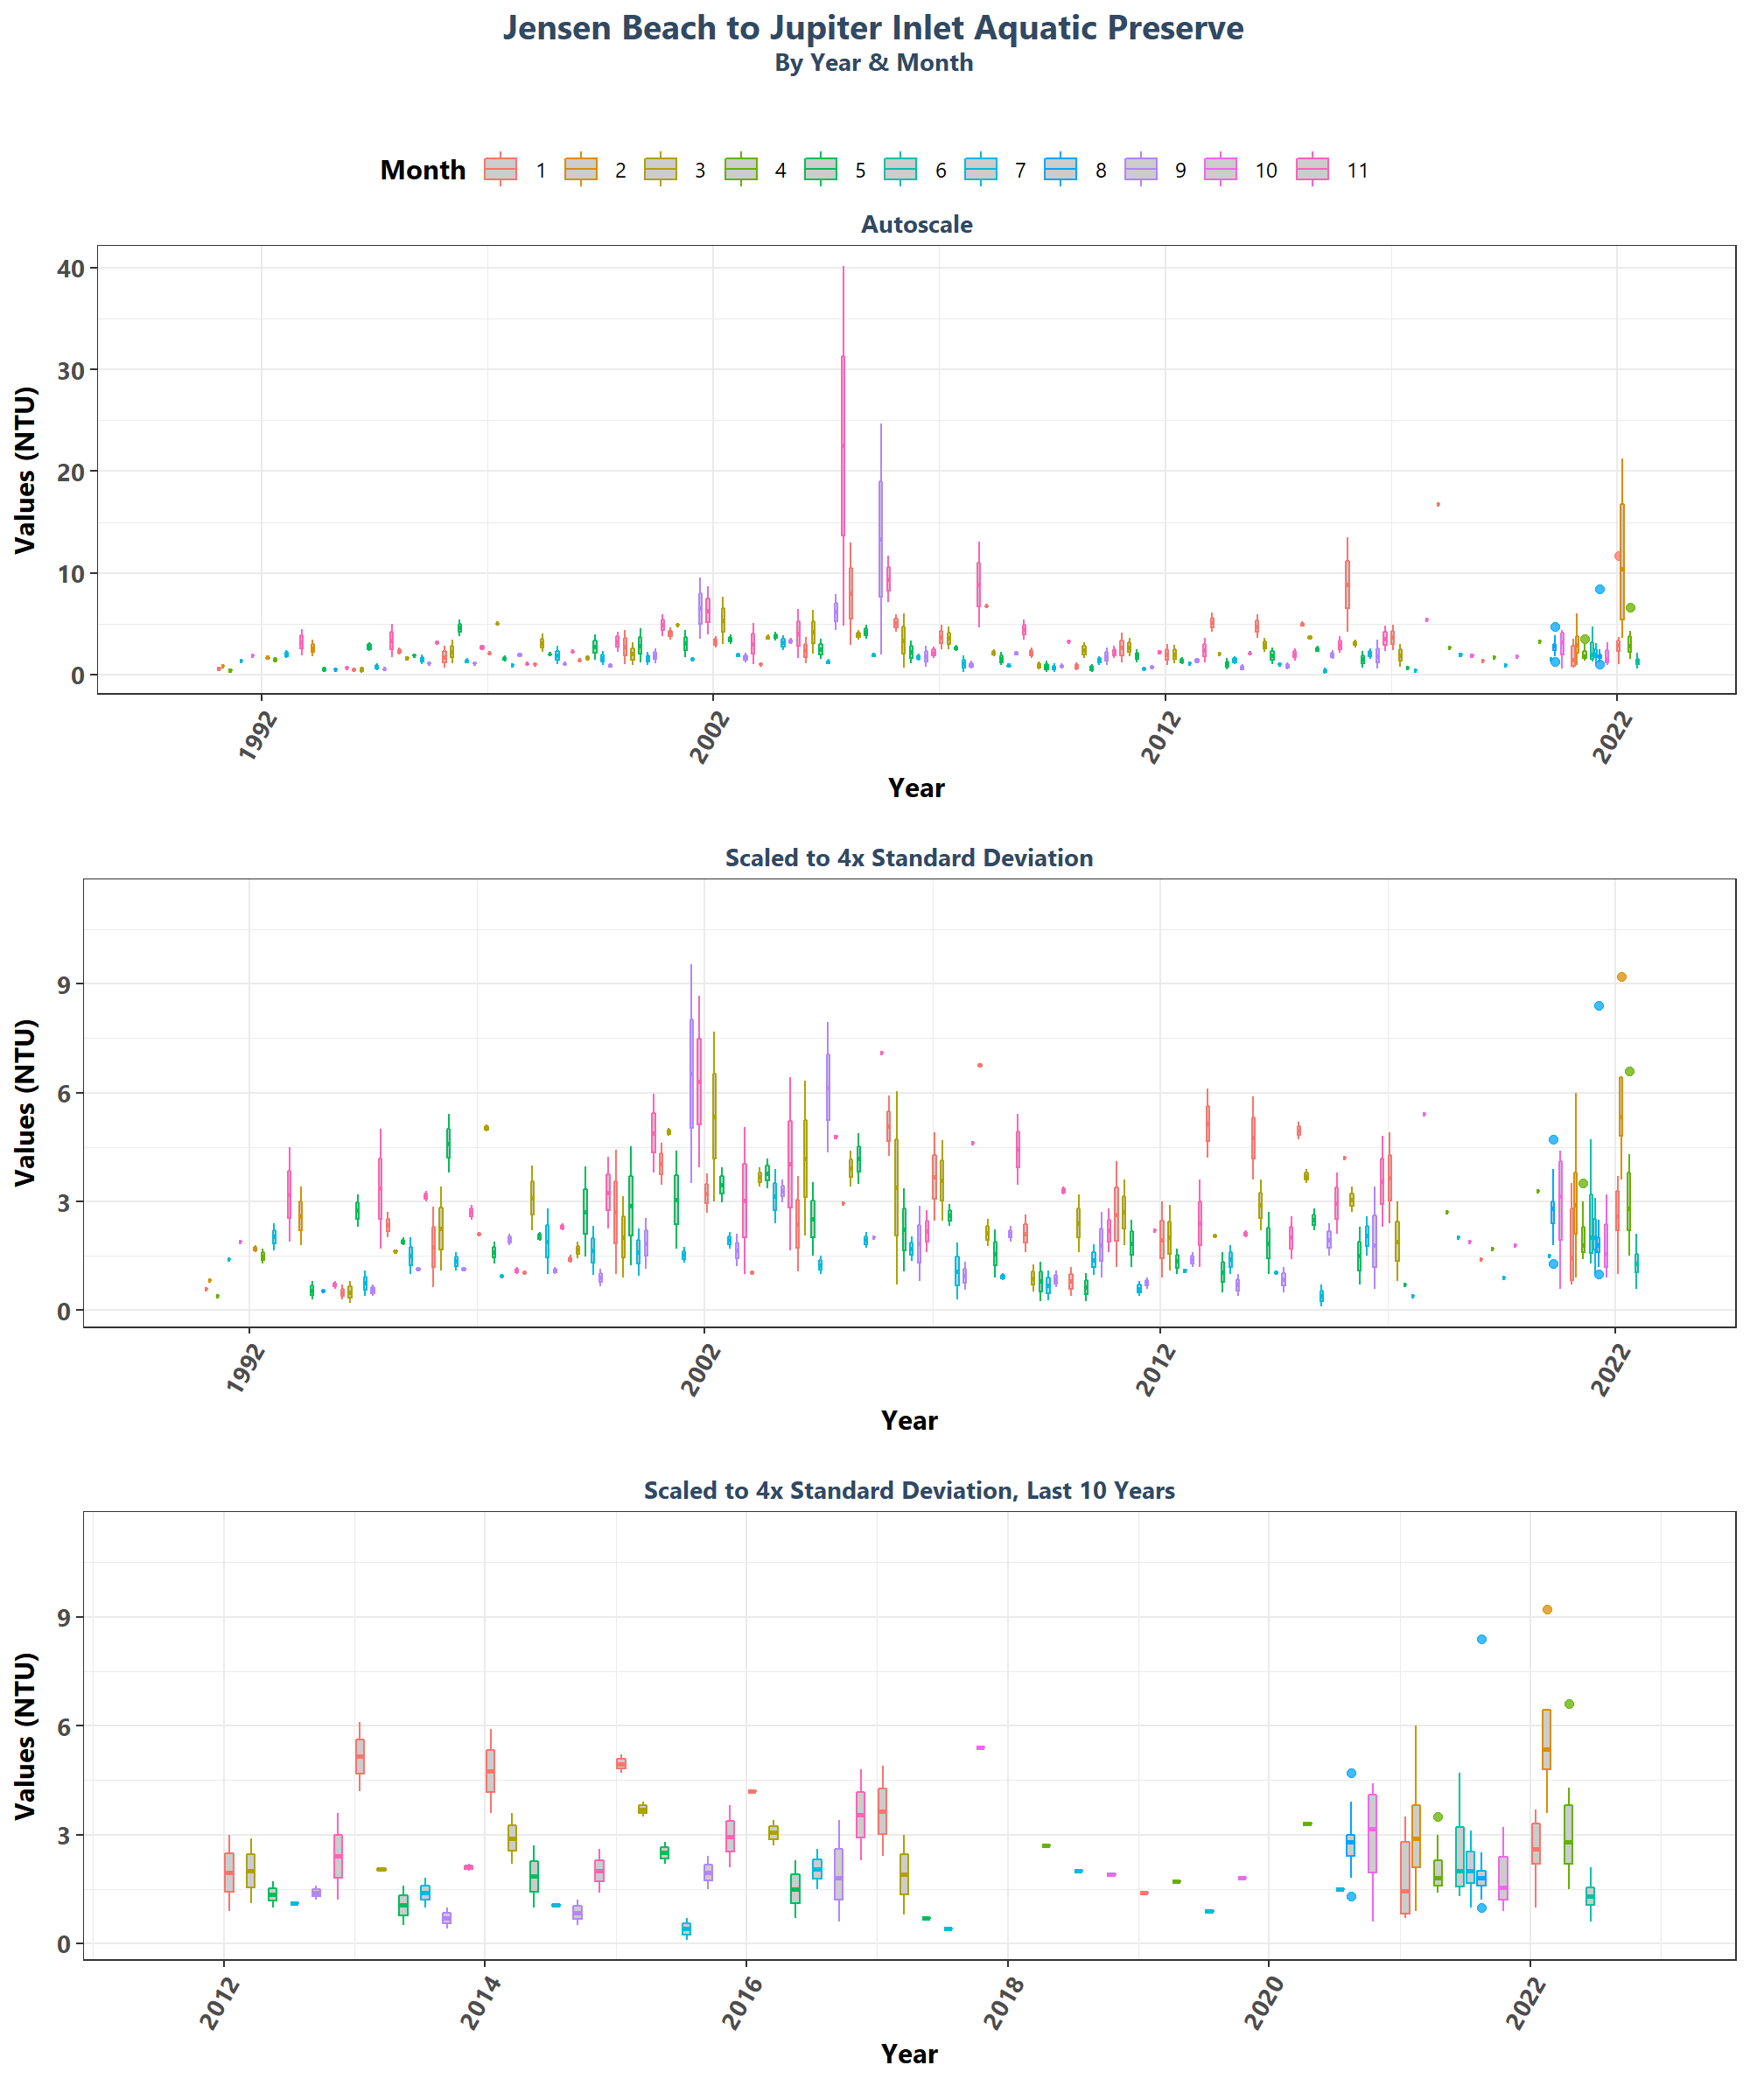 Jensen Beach to Jupiter Inlet Aquatic Preserve
By Year & Month
Month 1 2 3 4 5 6 7 8 9 10 11
Autoscale
Values (NTU)
40
30
20
10
0
1992 2002 2012 2022
Year
Scaled to 4x Standard Deviation
Values (NTU)
9
6
3
0
1992 2002 2012 2022
Year
Scaled to 4x Standard Deviation, Last 10 Years
Values (NTU)
9
6
3
0
2012 2014 2016 2018 2020 2022
Year